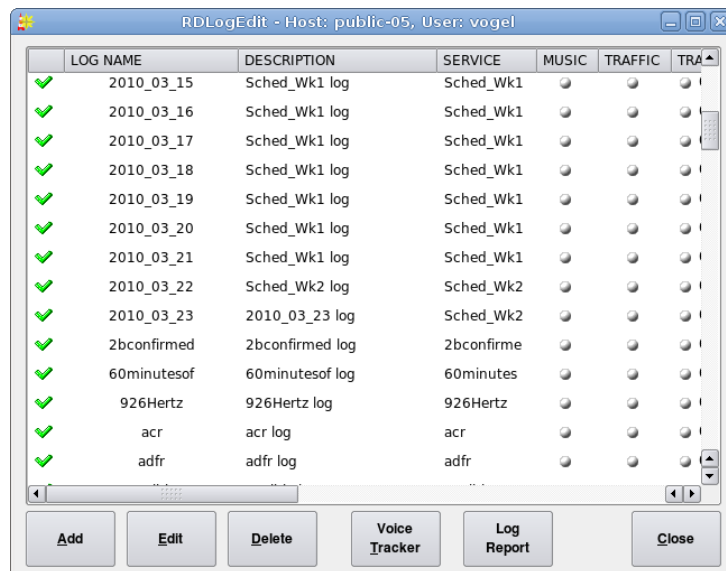 RDLogEdit - Host: public-05, User: vogel
LOG NAME DESCRIPTION SERVICE MUSIC TRAFFIC TRA
2010_03_15 Sched_Wk1 log Sched_Wk1
2010_03_16 Sched_Wk1 log Sched_Wk1
2010_03_17 Sched_Wk1 log Sched_Wk1
2010_03_18 Sched_Wk1 log Sched_Wk1
2010_03_19 Sched_Wk1 log Sched_Wk1
2010_03_20 Sched_Wk1 log Sched_Wk1
2010_03_21 Sched_Wk1 log Sched_Wk1
2010_03_22 Sched_Wk2 log Sched_Wk2
2010_03_23 2010_03_23 log Sched_Wk2
2bconfirmed 2bconfirmed log 2bconfirme
60minutesof 60minutesof log 60minutes
926Hertz 926Hertz log 926Hertz
acr acr log acr
adfr adfr log adfr
Add Edit Delete Voice Tracker Log Report Close